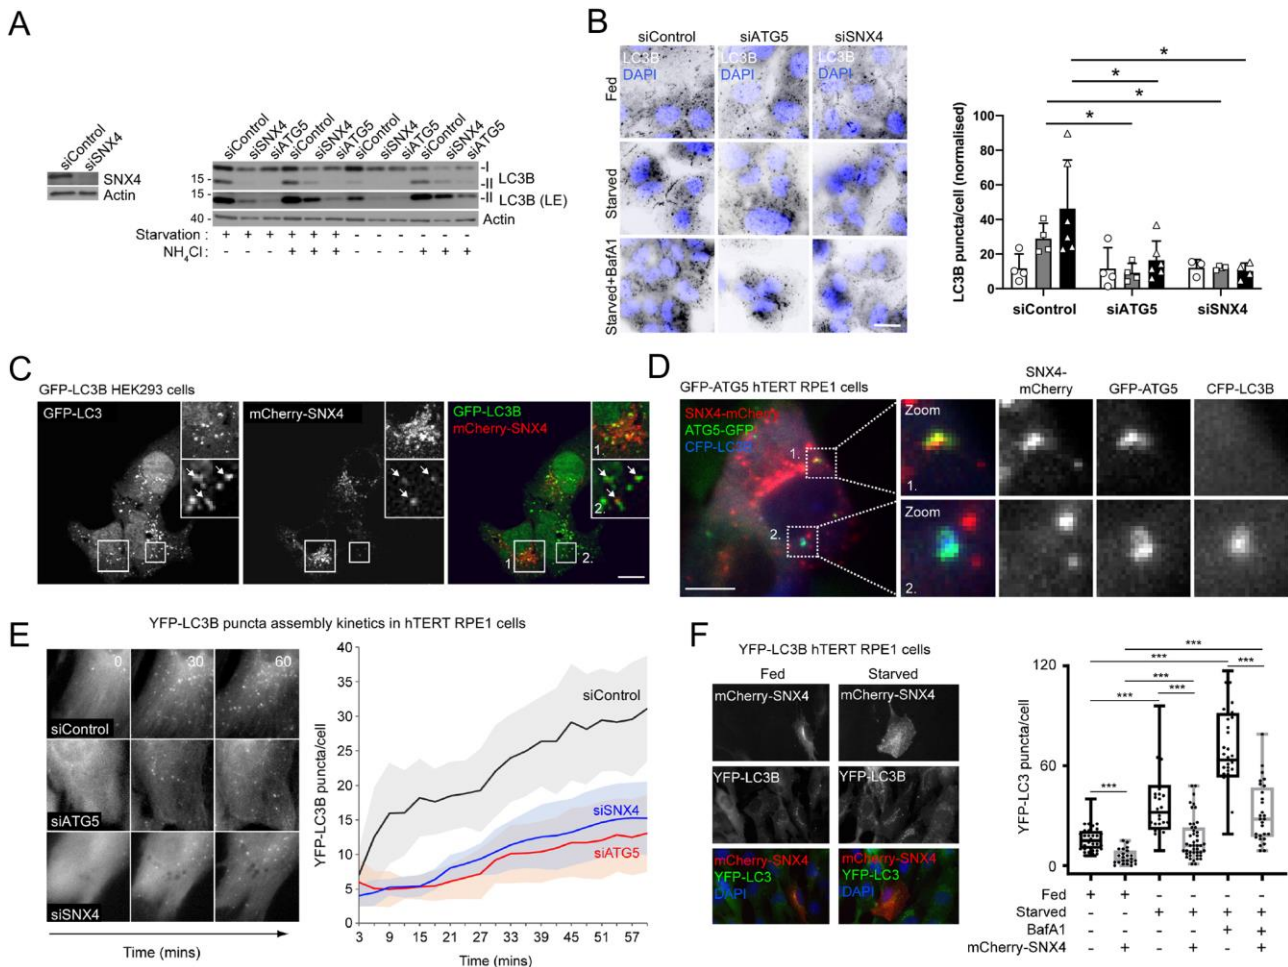 A
siControl
siSNX4
SNX4
Actin
siControl
siSNX4
siATG5
siControl
siSNX4
siATG5
siControl
siSNX4
siATG5
siControl
siSNX4
siATG5
15 -
15 -
40 -
-I
-II LC3B
-II LC3B (LE)
Actin
Starvation : + + + + + + - - - - - -
NH4Cl : - - - + + + - - - + + +
B
siControl siATG5 siSNX4
Fed
LC3B LC3B LC3B
DAPI DAPI DAPI
Starved
Starved+BafA1
LC3B puncta/cell (normalised)
100
80
60
40
20
0
* * * *
siControl siATG5 siSNX4
C
GFP-LC3B HEK293 cells
GFP-LC3
mCherry-SNX4
GFP-LC3B
mCherry-SNX4
1.
2.
1
2.
D
GFP-ATG5 hTERT RPE1 cells
SNX4-mCherry
ATG5-GFP
CFP-LC3B
1.
2.
SNX4-
mCherry
GFP-ATG5
CFP-LC3B
Zoom
1.
Zoom
2.
E
YFP-LC3B puncta assembly kinetics in hTERT RPE1 cells
0 30 60
siControl
siATG5
siSNX4
Time (mins)
YFP-LC3B puncta/cell
40
35
30
25
20
15
10
5
0
siControl
siSNX4
siATG5
3 9 15 21 27 33 39 45 51 57
Time (mins)
F
YFP-LC3B hTERT RPE1 cells
Fed Starved
mCherry-SNX4 mCherry-SNX4
YFP-LC3B YFP-LC3B
mCherry-SNX4 mCherry-SNX4
YFP-LC3 YFP-LC3
DAPI DAPI
YFP-LC3 puncta/cell
120
60
0
*** *** *** *** *** *** ***
Fed + + - - - -
Starved - - + + + +
BafA1 - - - - + +
mCherry-SNX4 - + - + - +